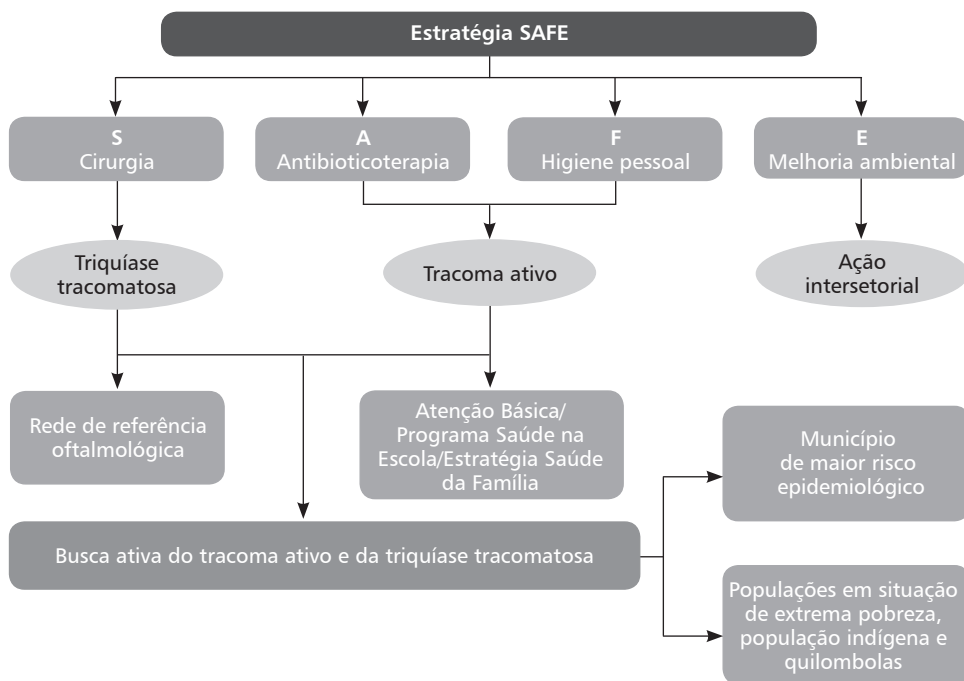 Estratégia SAFE
S
Cirurgia
A
Antibioticoterapia
F
Higiene pessoal
E
Melhoria ambiental
Triquíase
tracomatosa
Tracoma ativo
Ação
intersetorial
Rede de referência
oftalmológica
Atenção Básica/
Programa Saúde na
Escola/Estratégia Saúde
da Família
Município
de maior risco
epidemiológico
Busca ativa do tracoma ativo e da triquíase tracomatosa
Populações em situação
de extrema pobreza,
população indígena e
quilombolas